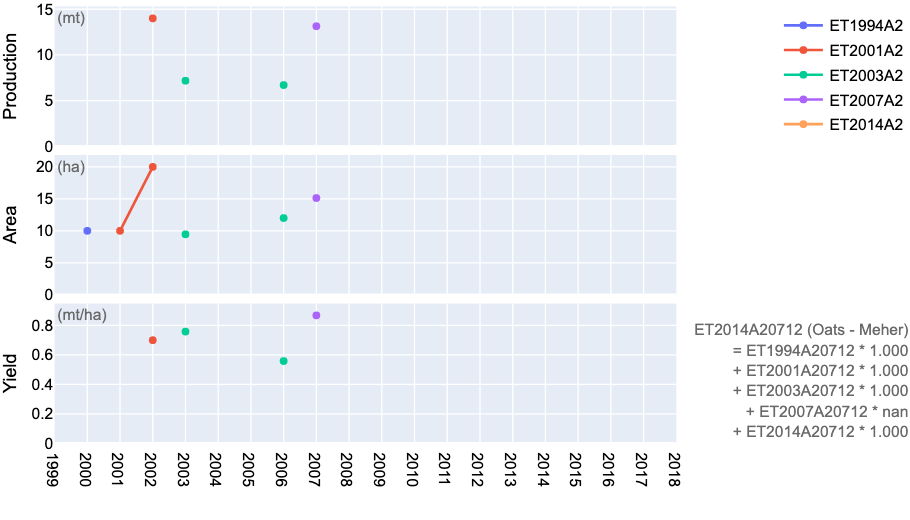 Production
(mt)
15
10
5
0
ET1994A2
ET2001A2
ET2003A2
ET2007A2
ET2014A2
Area
(ha)
20
15
10
5
0
Yield
(mt/ha)
0.8
0.6
0.4
0.2
0
ET2014A20712 (Oats - Meher)
= ET1994A20712 * 1.000
+ ET2001A20712 * 1.000
+ ET2003A20712 * 1.000
+ ET2007A20712 * nan
+ ET2014A20712 * 1.000
1999
2000
2001
2002
2003
2004
2005
2006
2007
2008
2009
2010
2011
2012
2013
2014
2015
2016
2017
2018